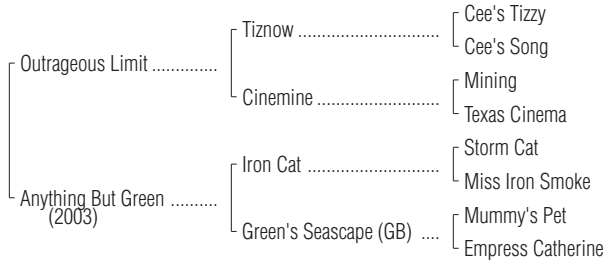 Cee's Tizzy
Tiznow ................................
Cee's Song
Outrageous Limit .............
Mining
Cinemine ............................
Texas Cinema
Storm Cat
Iron Cat ..............................
Miss Iron Smoke
Anything But Green ..........
(2003)
Mummy's Pet
Green's Seascape (GB) ....
Empress Catherine